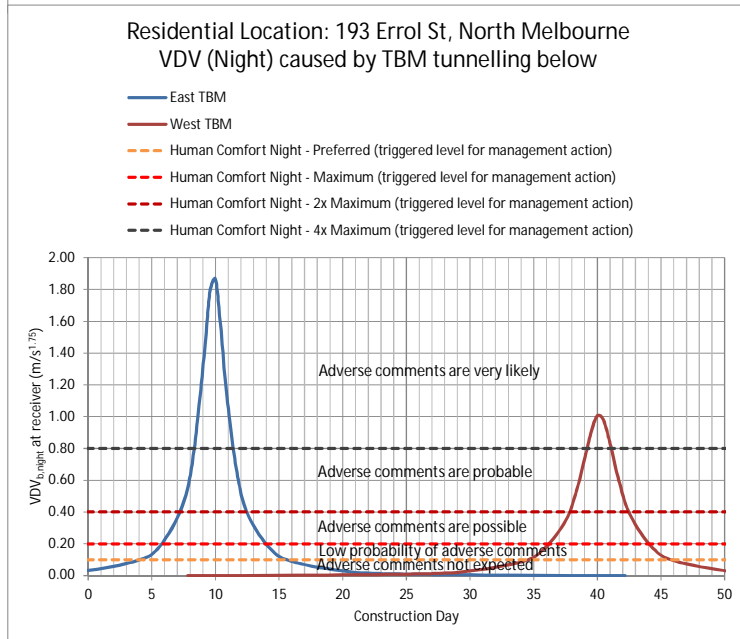 Residential Location: 193 Errol St, North Melbourne
VDV (Night) caused by TBM tunnelling below
East TBM
West TBM
Human Comfort Night - Preferred (triggered level for management action)
Human Comfort Night - Maximum (triggered level for management action)
Human Comfort Night - 2x Maximum (triggered level for management action)
Human Comfort Night - 4x Maximum (triggered level for management action)
VDVb,night at receiver (m/s1.75)
2.00
1.80
1.60
1.40
1.20
1.00
0.80
0.60
0.40
0.20
0.00
Adverse comments are very likely
Adverse comments are probable
Adverse comments are possible
Low probability of adverse comments
Adverse comments not expected
0 5 10 15 20 25 30 35 40 45 50
Construction Day